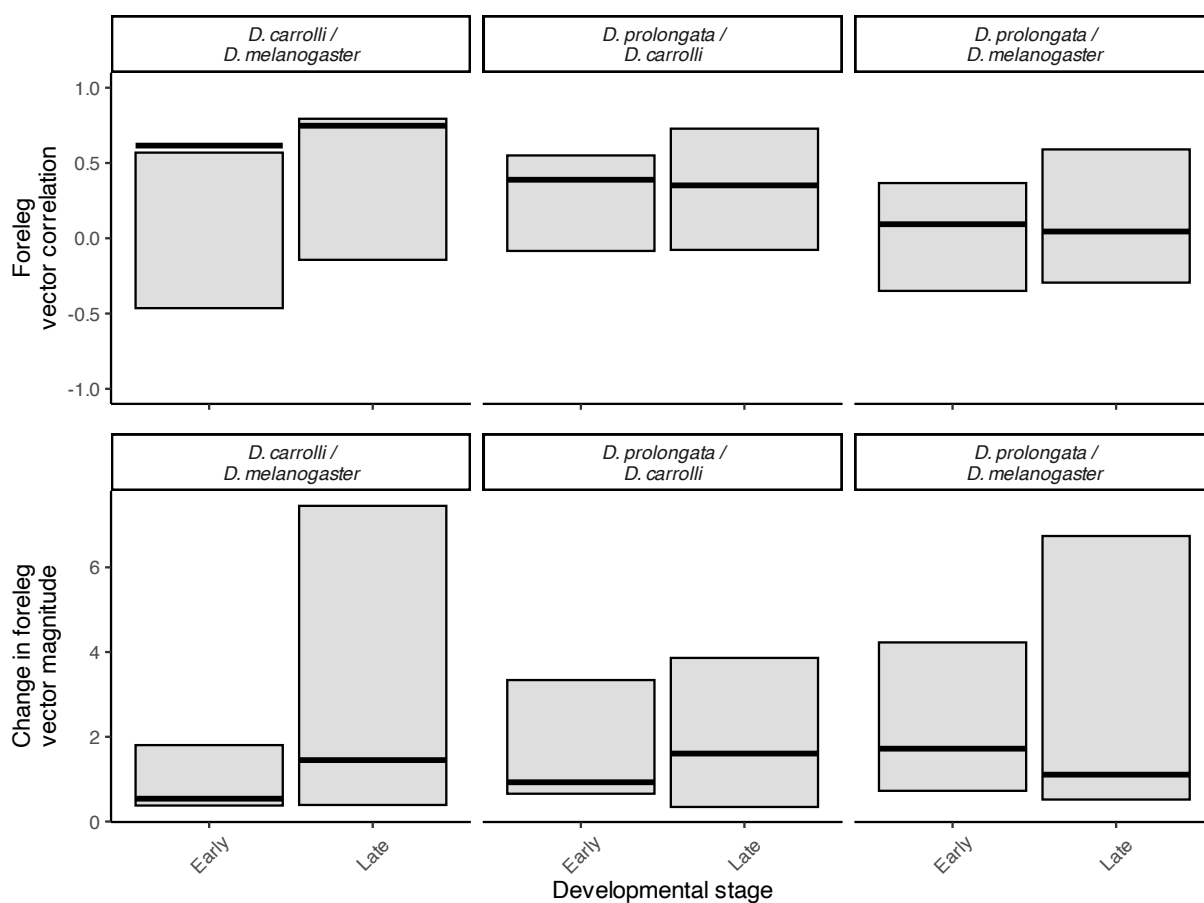 D. carrolli /
D. melanogaster
D. prolongata /
D. carrolli
D. prolongata /
D. melanogaster
Foreleg
vector correlation
1.0
0.5
0.0
-0.5
-1.0
D. carrolli /
D. melanogaster
D. prolongata /
D. carrolli
D. prolongata /
D. melanogaster
Change in foreleg
vector magnitude
6
4
2
0
Early
Late
Early
Late
Early
Late
Developmental stage